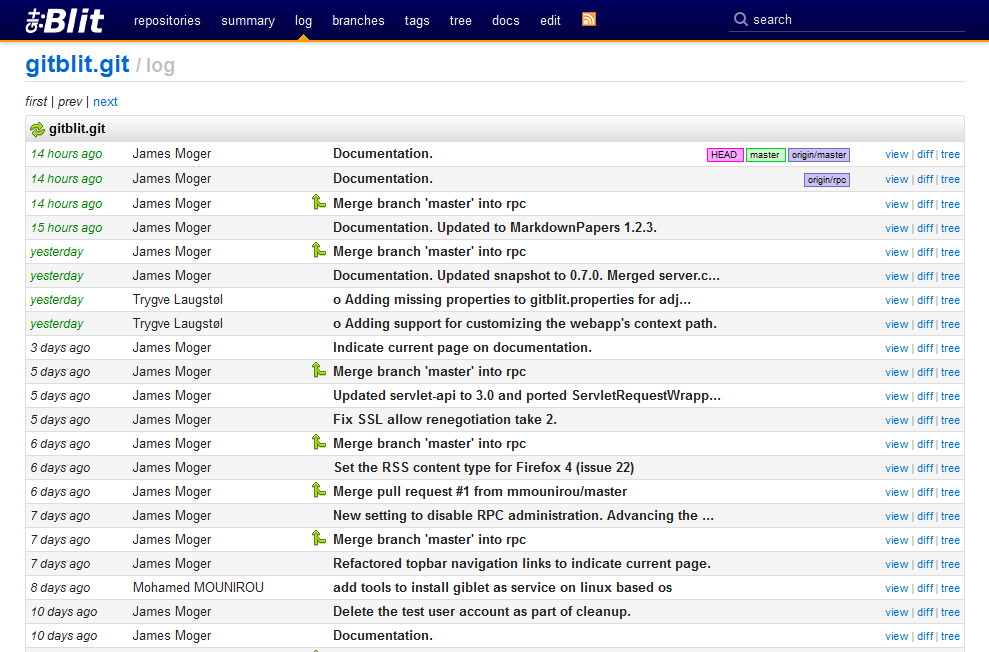 git:Blit repositories summary log branches tags tree docs edit search
gitblit.git / log
first | prev | next
gitblit.git
14 hours ago James Moger Documentation. HEAD master origin/master view | diff | tree
14 hours ago James Moger Documentation. origin/rpc view | diff | tree
14 hours ago James Moger Merge branch 'master' into rpc view | diff | tree
15 hours ago James Moger Documentation. Updated to MarkdownPapers 1.2.3. view | diff | tree
yesterday James Moger Merge branch 'master' into rpc view | diff | tree
yesterday James Moger Documentation. Updated snapshot to 0.7.0. Merged server.c... view | diff | tree
yesterday Trygve Laugstøl o Adding missing properties to gitblit.properties for adj... view | diff | tree
yesterday Trygve Laugstøl o Adding support for customizing the webapp's context path. view | diff | tree
3 days ago James Moger Indicate current page on documentation. view | diff | tree
5 days ago James Moger Merge branch 'master' into rpc view | diff | tree
5 days ago James Moger Updated servlet-api to 3.0 and ported ServletRequestWrapp... view | diff | tree
5 days ago James Moger Fix SSL allow renegotiation take 2. view | diff | tree
6 days ago James Moger Merge branch 'master' into rpc view | diff | tree
6 days ago James Moger Set the RSS content type for Firefox 4 (issue 22) view | diff | tree
6 days ago James Moger Merge pull request #1 from mmounirou/master view | diff | tree
7 days ago James Moger New setting to disable RPC administration. Advancing the ... view | diff | tree
7 days ago James Moger Merge branch 'master' into rpc view | diff | tree
7 days ago James Moger Refactored topbar navigation links to indicate current page. view | diff | tree
8 days ago Mohamed MOUNIROU add tools to install giblet as service on linux based os view | diff | tree
10 days ago James Moger Delete the test user account as part of cleanup. view | diff | tree
10 days ago James Moger Documentation. view | diff | tree